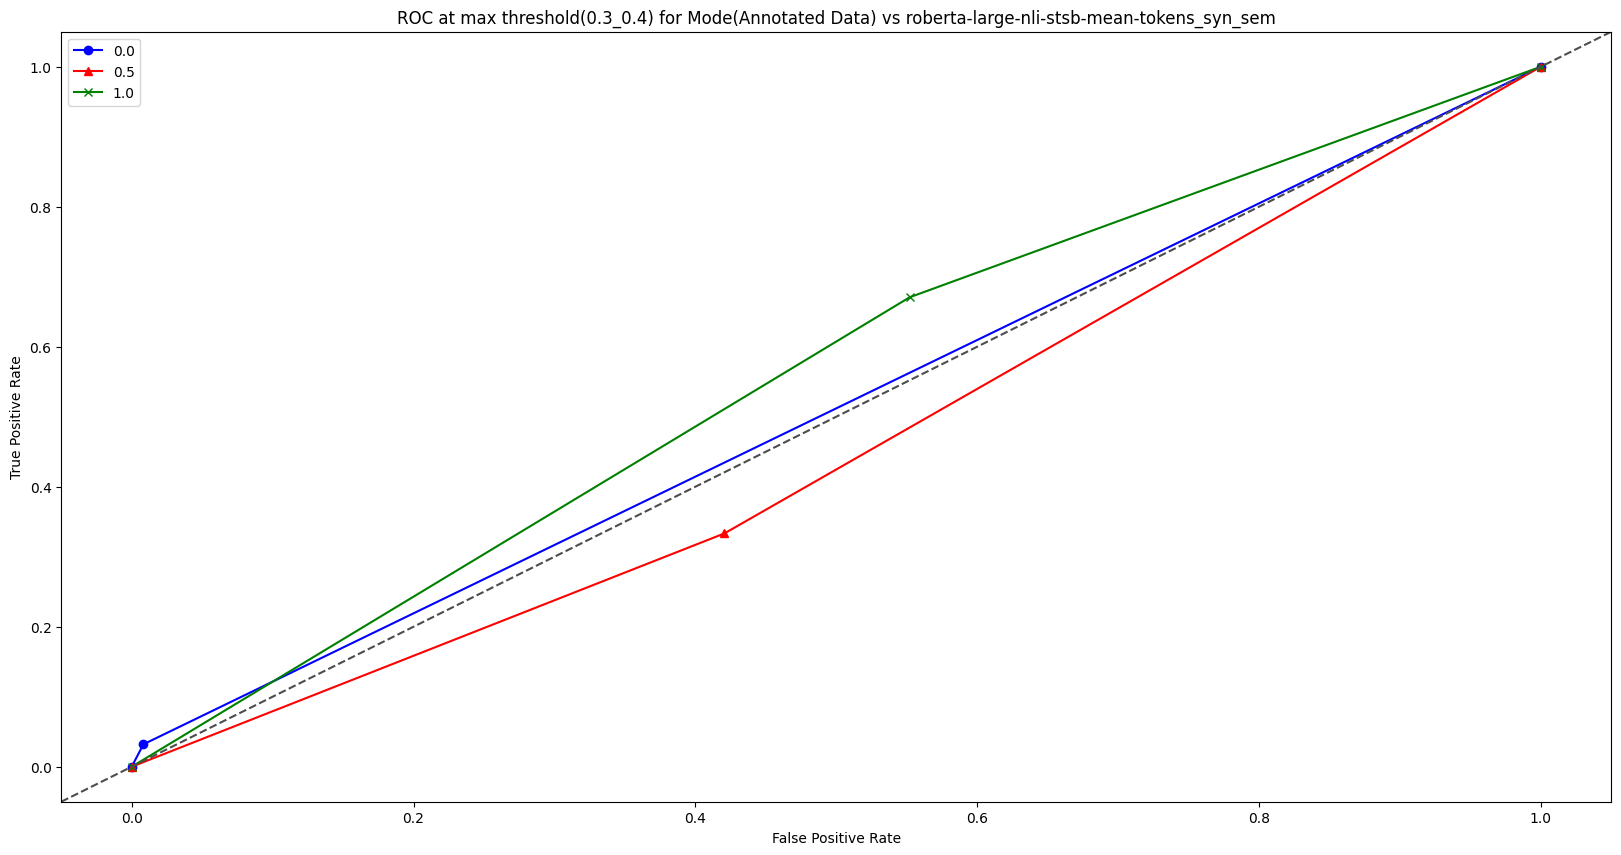 ROC at max threshold(0.3_0.4) for Mode(Annotated Data) vs roberta-large-nli-stsb-mean-tokens_syn_sem
0.0
0.5
1.0
True Positive Rate
1.0
0.8
0.6
0.4
0.2
0.0
0.0 0.2 0.4 0.6 0.8 1.0
False Positive Rate